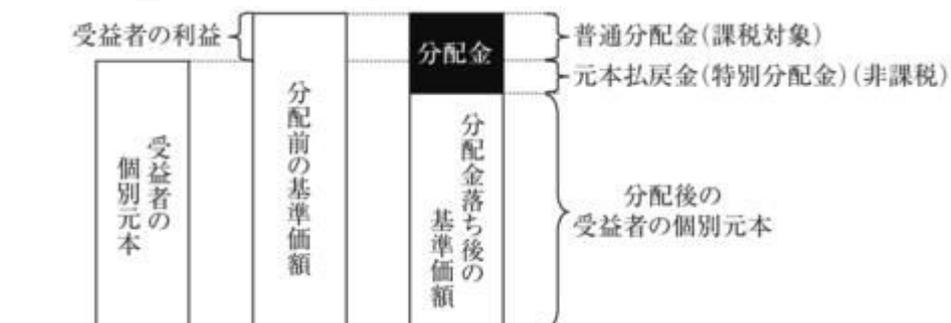 受益者の利益
分配金
普通分配金(課税対象)
元本払戻金(特別分配金)(非課税)
受益者の
個別元本
分配前の基準価額
分配金落ち後の
基準価額
分配後の
受益者の個別元本